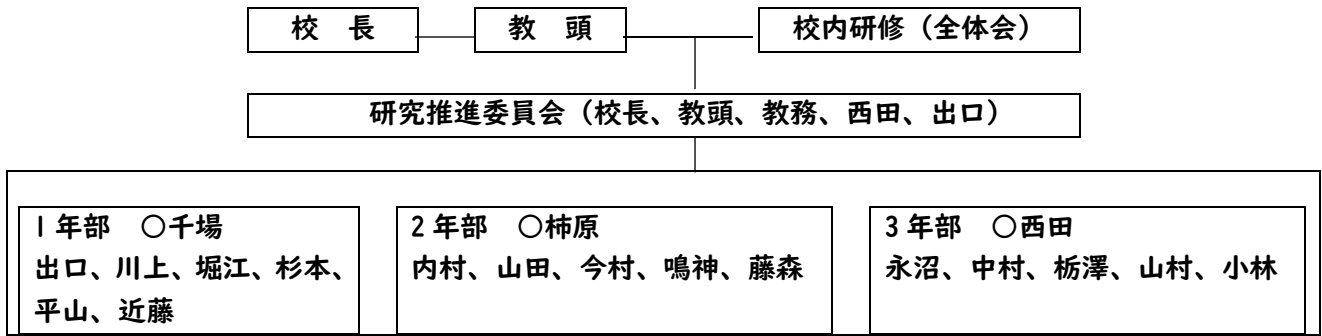 校　長
教　頭
校内研修（全体会）
研究推進委員会（校長、教頭、教務、西田、出口）
1年部　○千場
出口、川上、堀江、杉本、
平山、近藤
2年部　○柿原
内村、山田、今村、鳴神、藤森
3年部　○西田
永沼、中村、栃澤、山村、小林